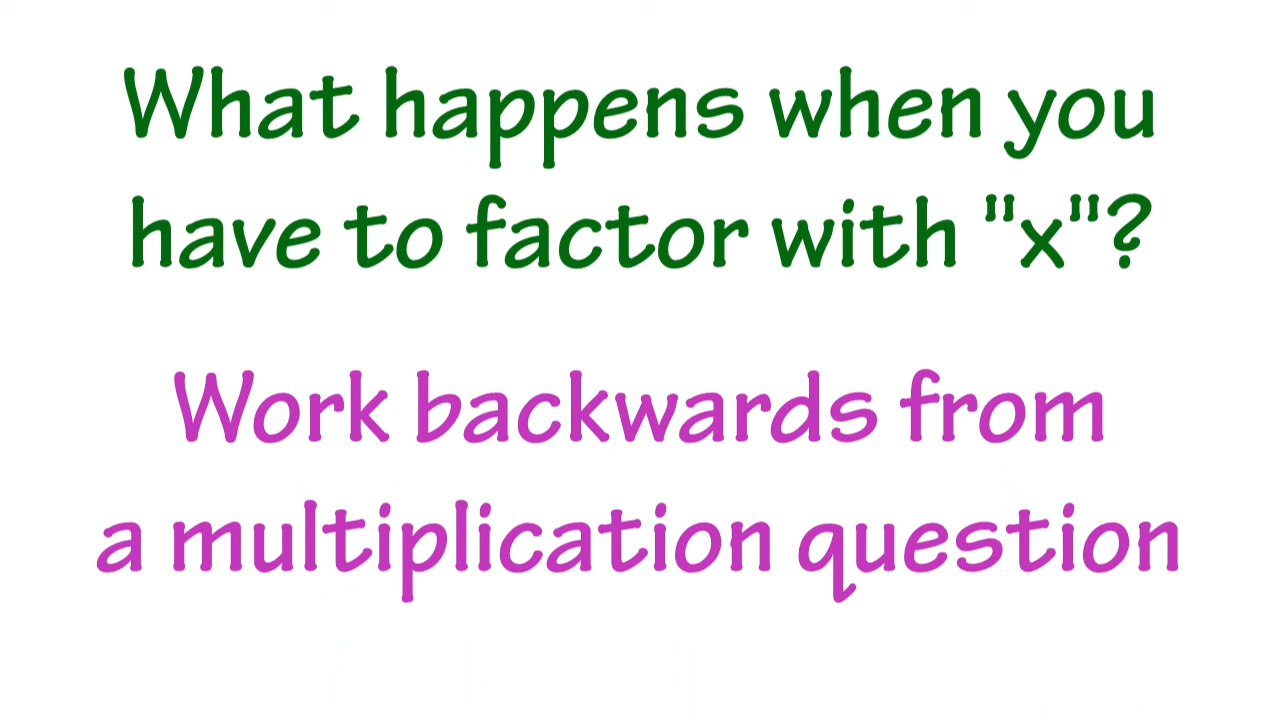 What happens when you
have to factor with "x"?
Work backwards from
a multiplication question